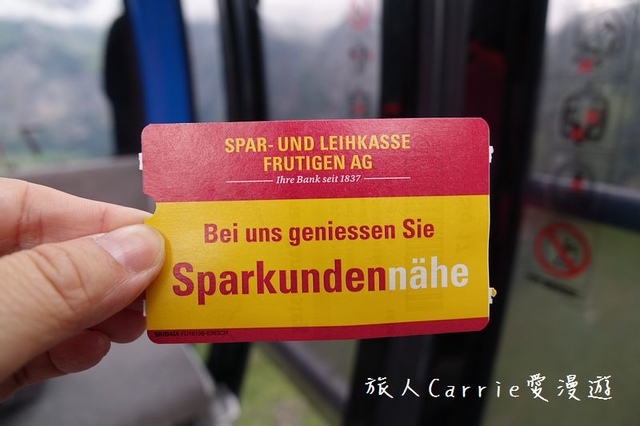 SPAR- UND LEIHKASSE
FRUTIGEN AG
Ihre Bank seit 1837
Bei uns geniessen Sie
Sparkundennähe
旅人Carrie愛漫遊